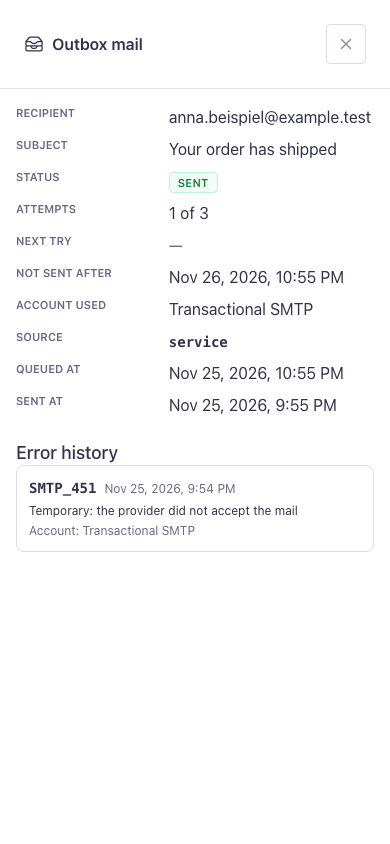 Outbox mail
RECIPIENT anna.beispiel@example.test
SUBJECT Your order has shipped
STATUS SENT
ATTEMPTS 1 of 3
NEXT TRY —
NOT SENT AFTER Nov 26, 2026, 10:55 PM
ACCOUNT USED Transactional SMTP
SOURCE service
QUEUED AT Nov 25, 2026, 10:55 PM
SENT AT Nov 25, 2026, 9:55 PM
Error history
SMTP_451 Nov 25, 2026, 9:54 PM
Temporary: the provider did not accept the mail
Account: Transactional SMTP